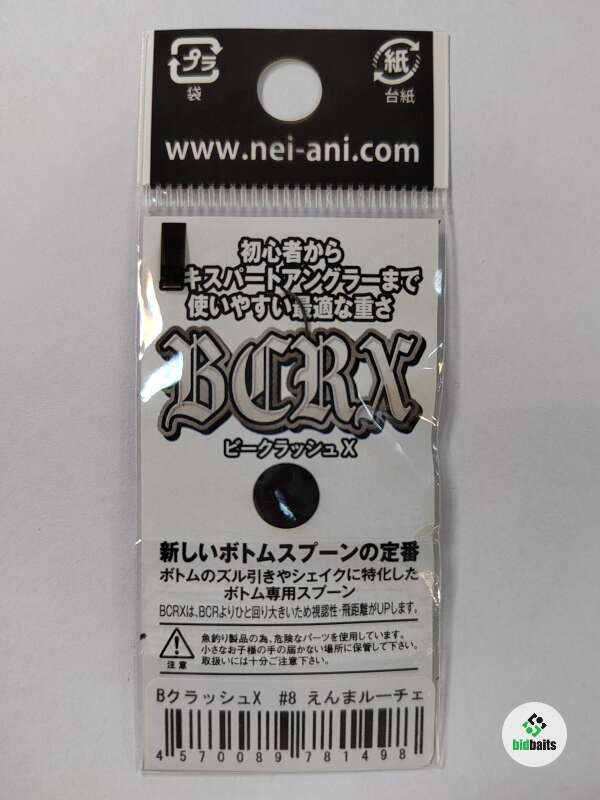 プラ
袋
紙
台紙
www.nei-ani.com
初心者から
キスパートアングラーまで
使いやすい最適な重さ
BCRX
ビークラッシュX
新しいボトムスプーンの定番
ボトムのズル引きやシェイクに特化した
ボトム専用スプーン
BCRXは、BCRよりひと回り大きいため視認性・飛距離がUPします。
注意
魚釣り製品の為、危険なパーツを使用しています。
小さなお子様の手の届かない場所に保管して下さい。
取扱いには十分ご注意下さい。
BクラッシュX #8 えんまルーチェ
4 570089 781498
bidbaits